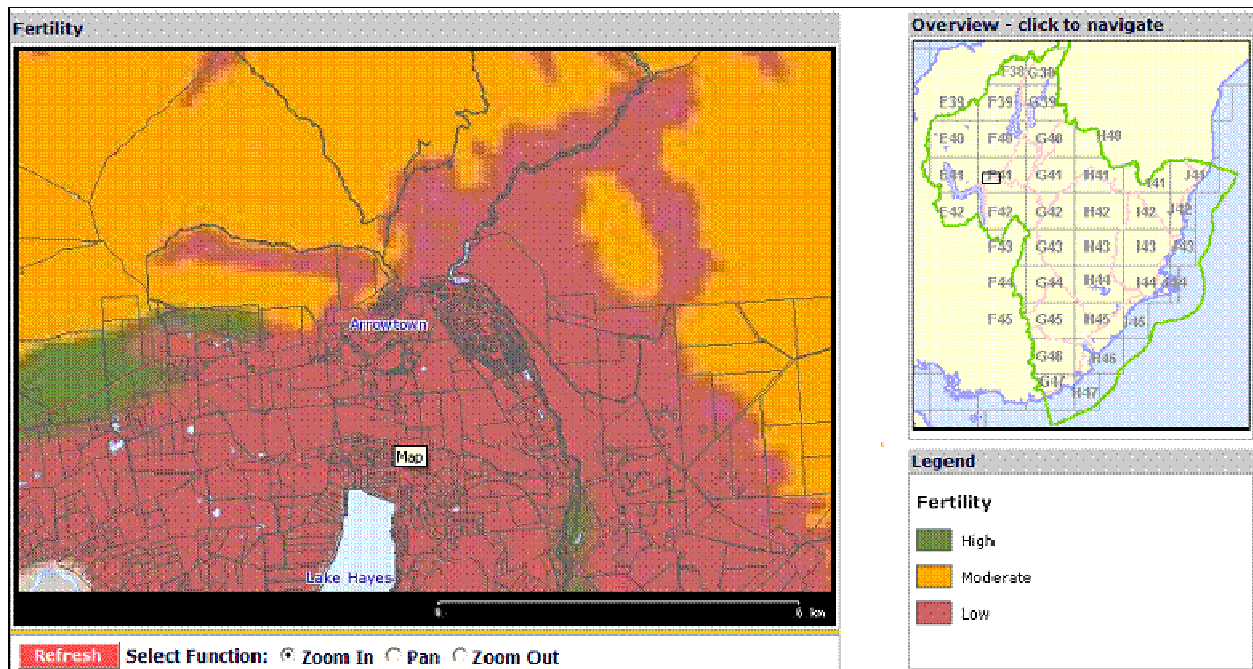 Fertility
Arrowtown
Map
Lake Hayes
km
Refresh Select Function: Zoom In Pan Zoom Out
Overview - click to navigate
F38 G38
E39 F39 G39
E40 F40 G40 H40
E41 F41 G41 H41 I41 J41
E42 F42 G42 H42 I42 J42
F43 G43 H43 I43 J43
F44 G44 H44 I44 J44
F45 G45 H45 I45
G46 H46
G47 H47
Legend
Fertility
High
Moderate
Low